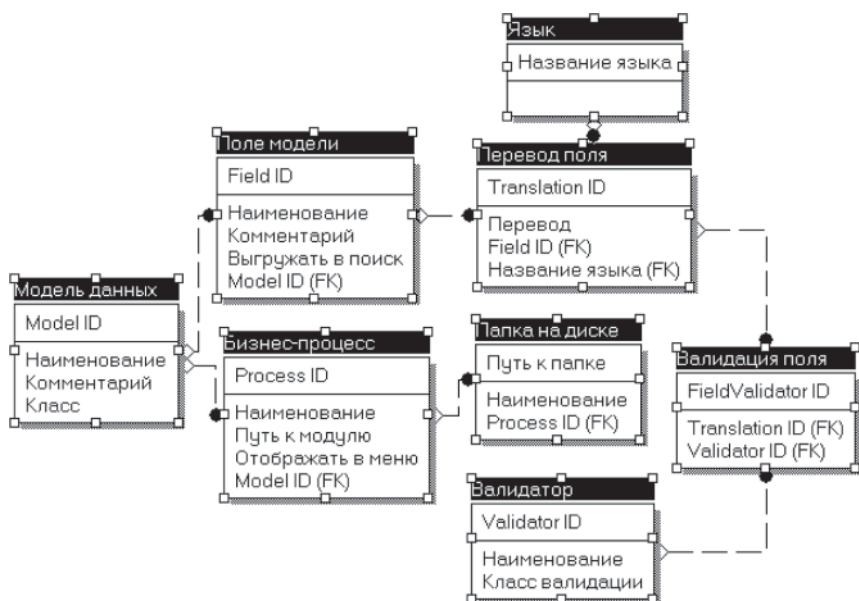 Язык
Название языка
Поле модели
Field ID
Наименование
Комментарий
Выгружать в поиск
Model ID (FK)
Перевод поля
Translation ID
Перевод
Field ID (FK)
Название языка (FK)
Модель данных
Model ID
Наименование
Комментарий
Класс
Бизнес-процесс
Process ID
Наименование
Путь к модулю
Отображать в меню
Model ID (FK)
Папка на диске
Путь к папке
Наименование
Process ID (FK)
Валидация поля
FieldValidator ID
Translation ID (FK)
Validator ID (FK)
Валидатор
Validator ID
Наименование
Класс валидации